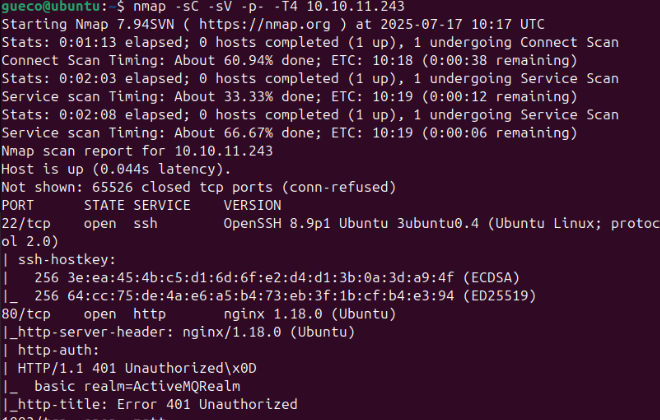 gueco@ubuntu:~$ nmap -sC -sV -p- -T4 10.10.11.243
Starting Nmap 7.94SVN ( https://nmap.org ) at 2025-07-17 10:17 UTC
Stats: 0:01:13 elapsed; 0 hosts completed (1 up), 1 undergoing Connect Scan
Connect Scan Timing: About 60.94% done; ETC: 10:18 (0:00:38 remaining)
Stats: 0:02:03 elapsed; 0 hosts completed (1 up), 1 undergoing Service Scan
Service scan Timing: About 33.33% done; ETC: 10:19 (0:00:12 remaining)
Stats: 0:02:08 elapsed; 0 hosts completed (1 up), 1 undergoing Service Scan
Service scan Timing: About 66.67% done; ETC: 10:19 (0:00:06 remaining)
Nmap scan report for 10.10.11.243
Host is up (0.044s latency).
Not shown: 65526 closed tcp ports (conn-refused)
PORT      STATE SERVICE    VERSION
22/tcp    open  ssh        OpenSSH 8.9p1 Ubuntu 3ubuntu0.4 (Ubuntu Linux; protoc
ol 2.0)
| ssh-hostkey:
|   256 3e:ea:45:4b:c5:d1:6d:6f:e2:d4:d1:3b:0a:3d:a9:4f (ECDSA)
|_  256 64:cc:75:de:4a:e6:a5:b4:73:eb:3f:1b:cf:b4:e3:94 (ED25519)
80/tcp    open  http       nginx 1.18.0 (Ubuntu)
|_http-server-header: nginx/1.18.0 (Ubuntu)
| http-auth:
| HTTP/1.1 401 Unauthorized\x0D
|_  basic realm=ActiveMQRealm
|_http-title: Error 401 Unauthorized